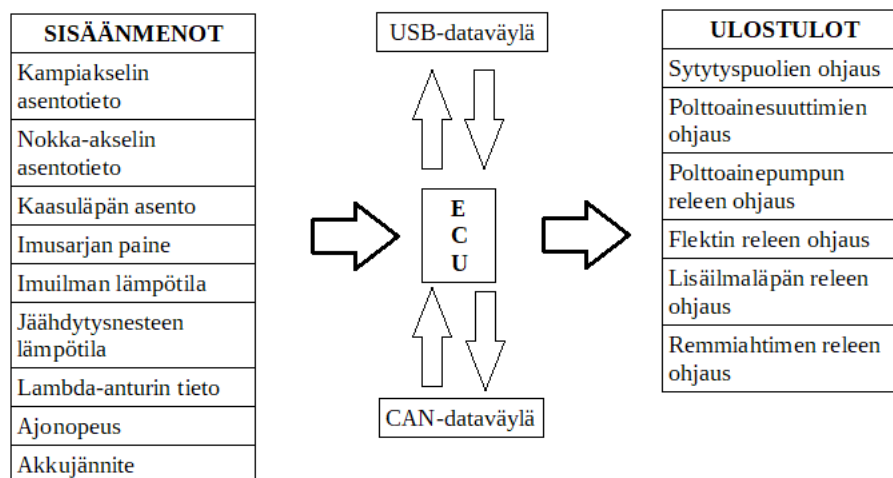 SISÄÄNMENOT
Kampiakselin
asentotieto
Nokka-akselin
asentotieto
Kaasuläpän asento
Imusarjan paine
Imuilman lämpötila
Jäähdytysnesteen
lämpötila
Lambda-anturin tieto
Ajonopeus
Akkujännite
USB-dataväylä
E
C
U
CAN-dataväylä
ULOSTULOT
Sytytyspuolien ohjaus
Polttoainesuuttimien
ohjaus
Polttoainepumpun
releen ohjaus
Flektin releen ohjaus
Lisäilmaläpän releen
ohjaus
Remmiahtimen releen
ohjaus